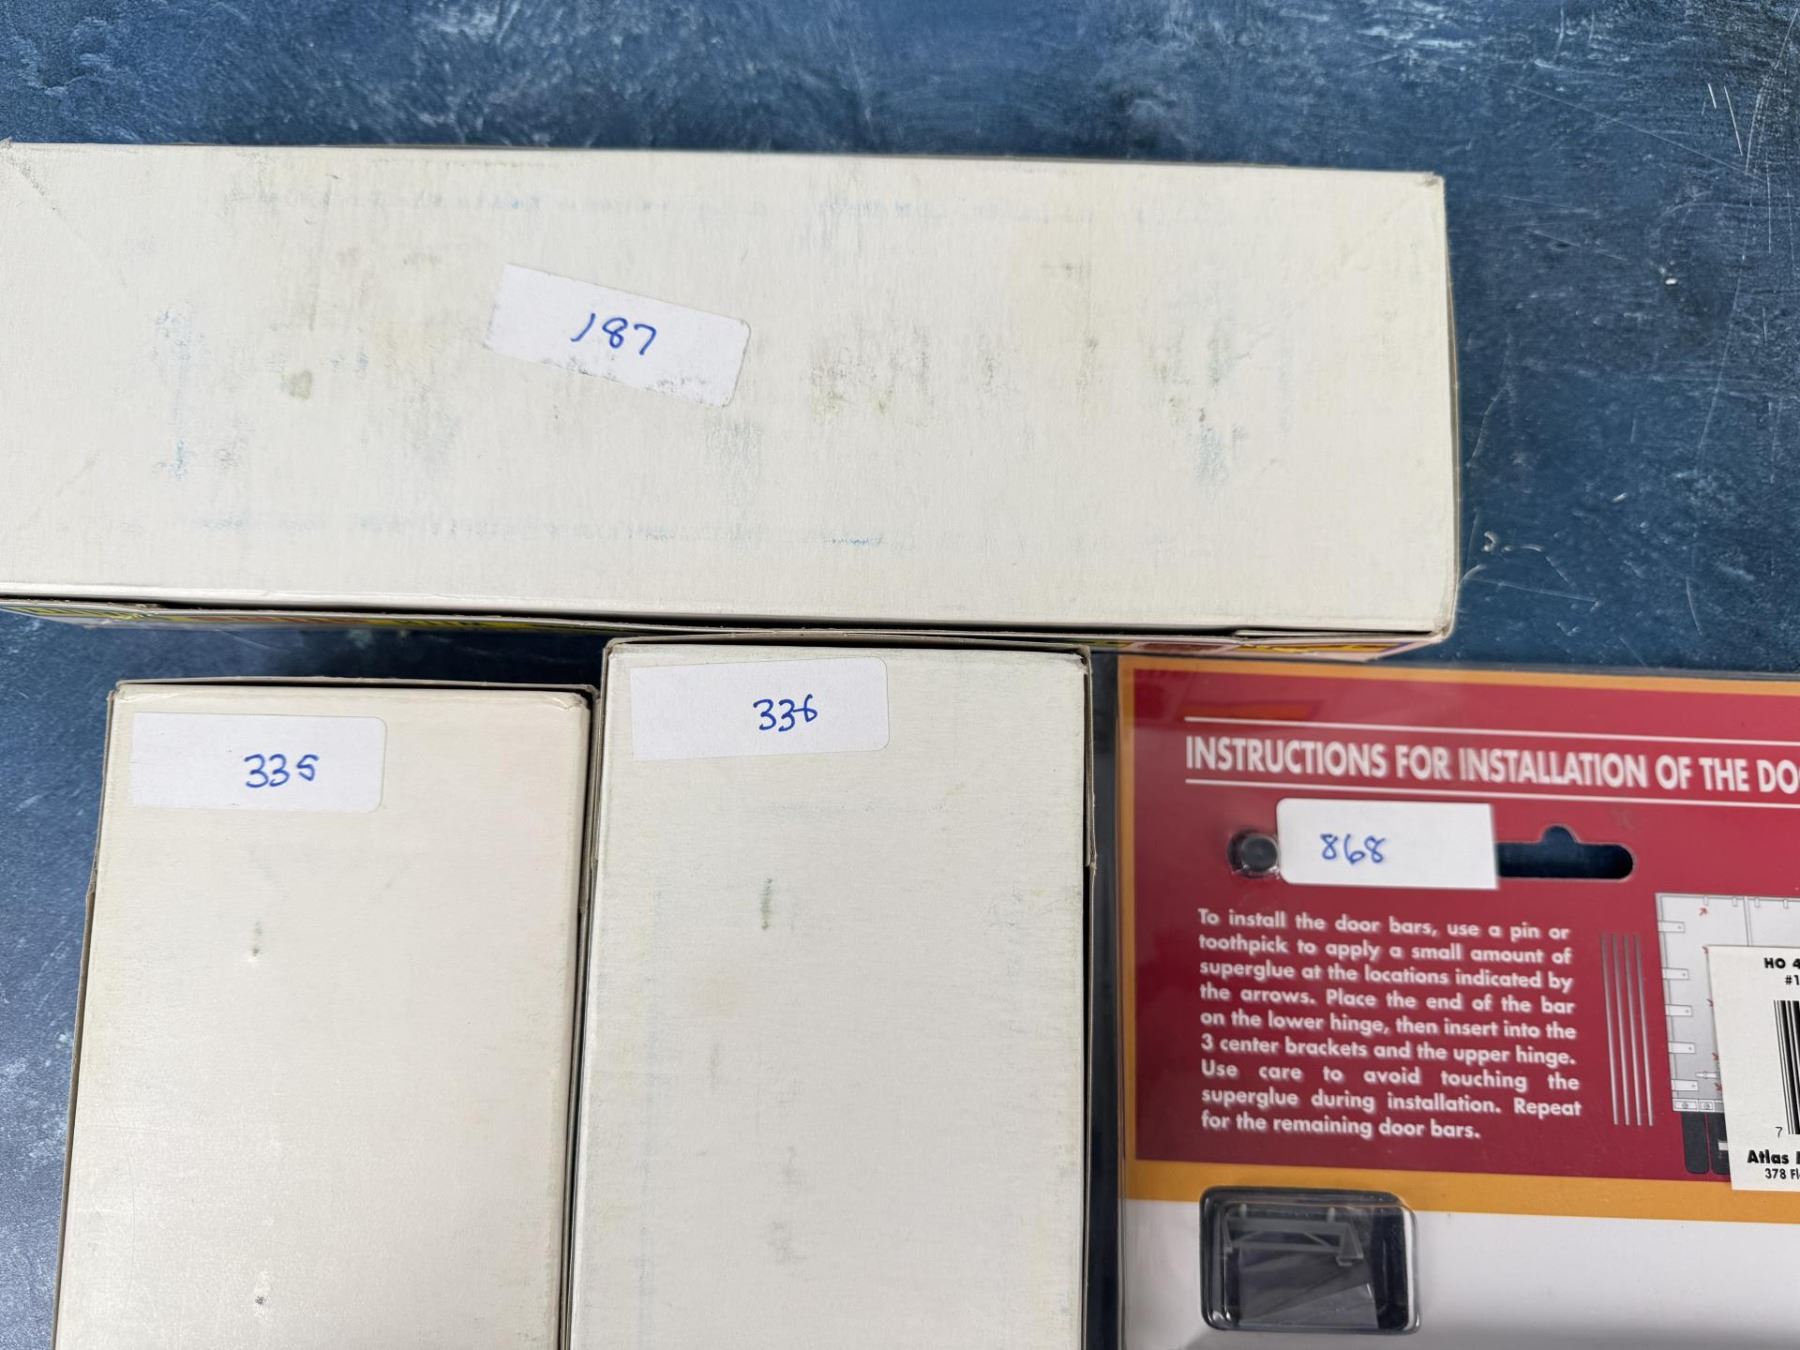 187
335
336
INSTRUCTIONS FOR INSTALLATION OF THE
868
To install the door bars, use a pin or
toothpick to apply a small amount of
superglue at the locations indicated by
the arrows. Place the end of the bar
on the lower hinge, then insert into the
3 center brackets and the upper hinge.
Use care to avoid touching the
superglue during installation. Repeat
for the remaining door bars.
HO 4
#1
7
Atlas
378